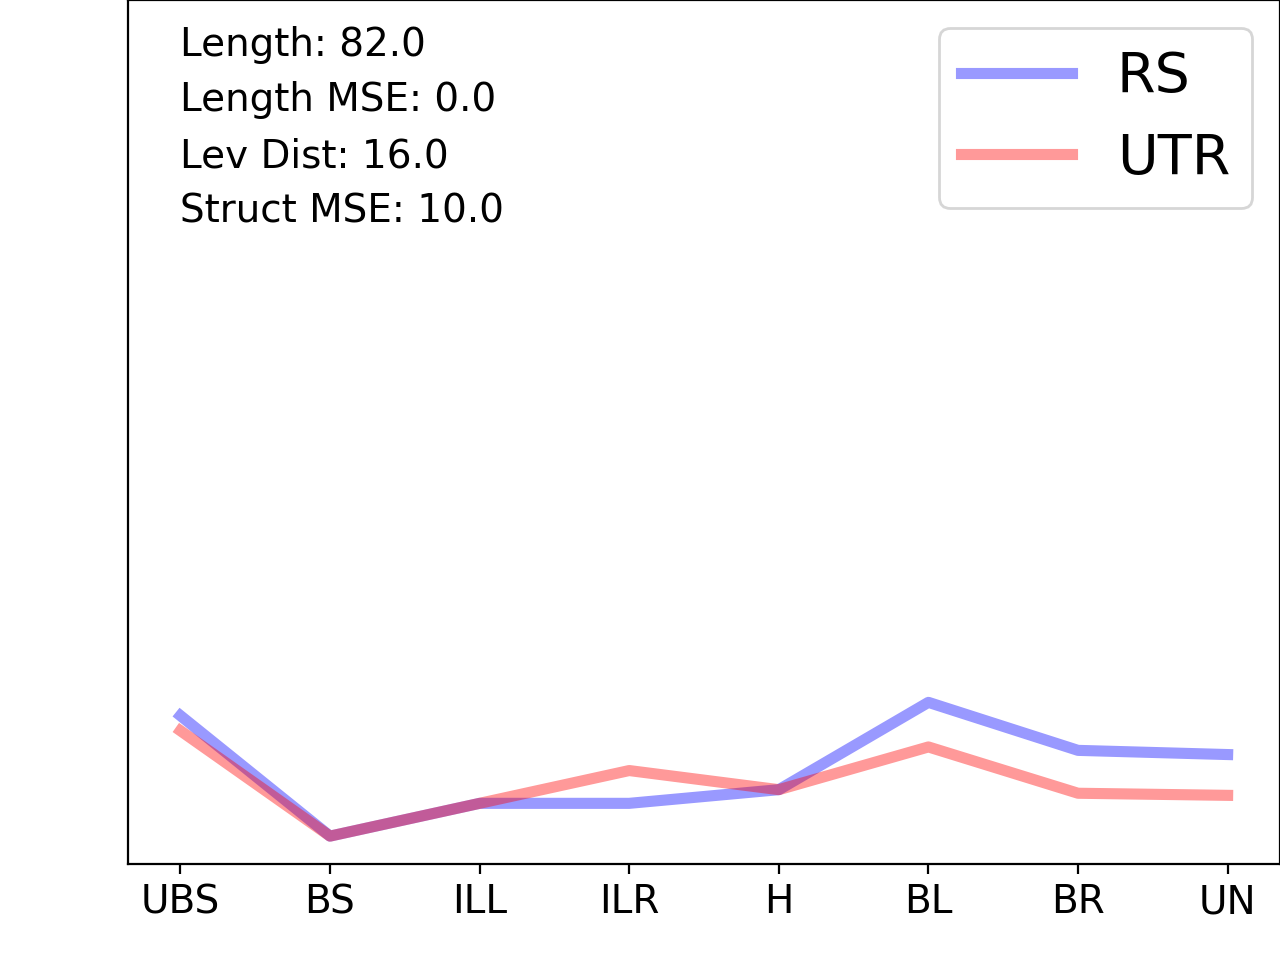 Length: 82.0
Length MSE: 0.0
Lev Dist: 16.0
Struct MSE: 10.0
RS
UTR
UBS BS ILL ILR H BL BR UN